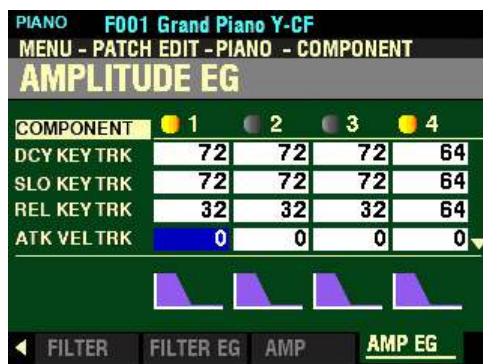 PIANO F001 Grand Piano Y-CF
MENU - PATCH EDIT - PIANO - COMPONENT
AMPLITUDE EG
COMPONENT 1 2 3 4
DCY KEY TRK 72 72 72 64
SLO KEY TRK 72 72 72 64
REL KEY TRK 32 32 32 64
ATK VEL TRK 0 0 0 0
FILTER FILTER EG AMP AMP EG